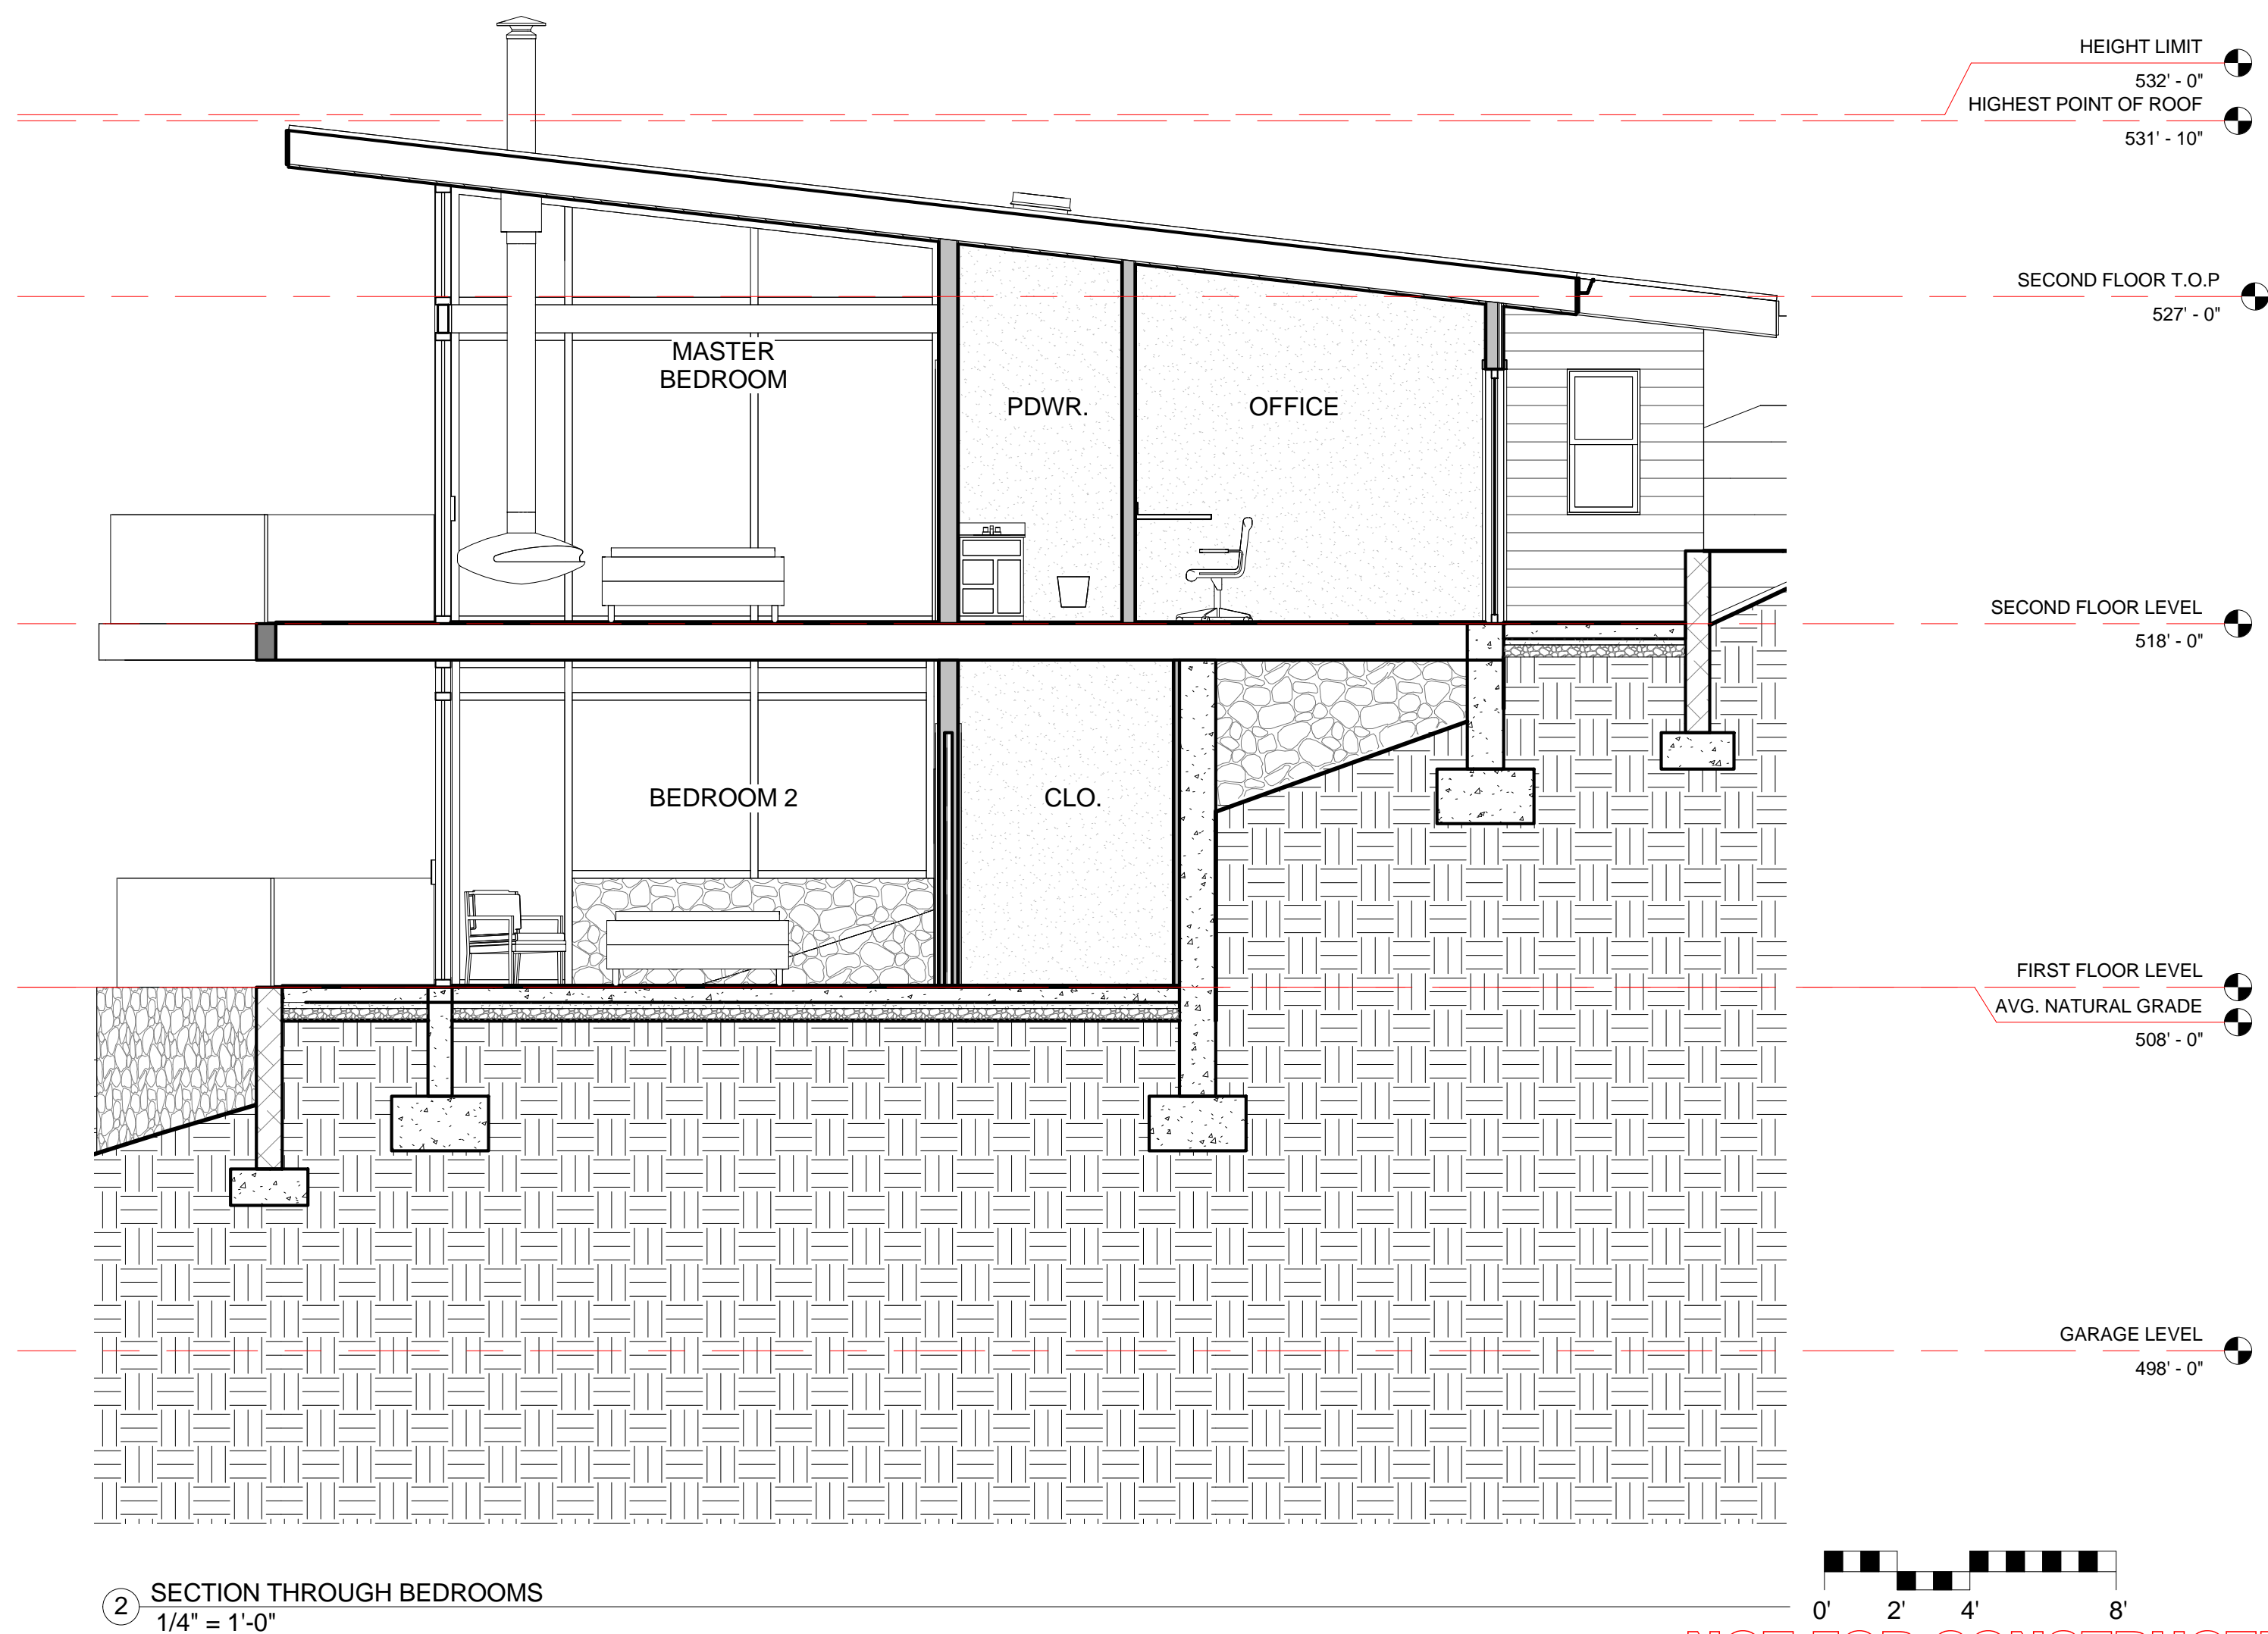 HEIGHT LIMIT
532' - 0"
HIGHEST POINT OF ROOF
531' - 10"
SECOND FLOOR T.O.P
527' - 0"
MASTER
BEDROOM
PDWR.
OFFICE
SECOND FLOOR LEVEL
518' - 0"
BEDROOM 2
CLO.
FIRST FLOOR LEVEL
AVG. NATURAL GRADE
508' - 0"
GARAGE LEVEL
498' - 0"
2 SECTION THROUGH BEDROOMS
1/4" = 1'-0"
0' 2' 4' 8'